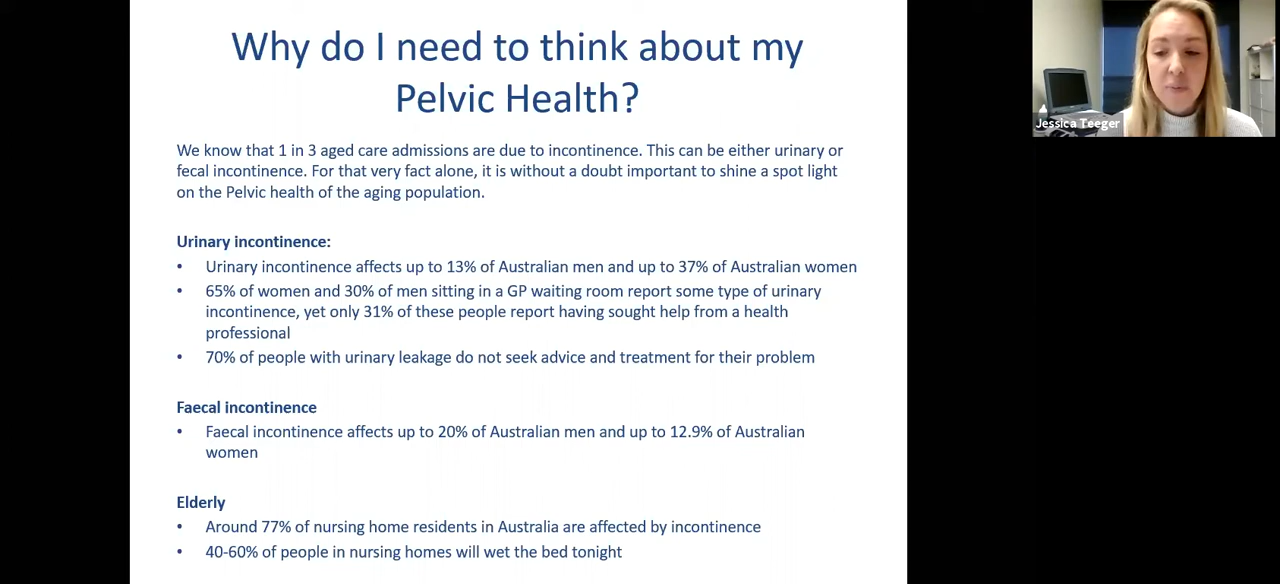 Why do I need to think about my
Pelvic Health?
We know that 1 in 3 aged care admissions are due to incontinence. This can be either urinary or
fecal incontinence. For that very fact alone, it is without a doubt important to shine a spot light
on the Pelvic health of the aging population.
Urinary incontinence:
• Urinary incontinence affects up to 13% of Australian men and up to 37% of Australian women
• 65% of women and 30% of men sitting in a GP waiting room report some type of urinary
incontinence, yet only 31% of these people report having sought help from a health
professional
• 70% of people with urinary leakage do not seek advice and treatment for their problem
Faecal incontinence
• Faecal incontinence affects up to 20% of Australian men and up to 12.9% of Australian
women
Elderly
• Around 77% of nursing home residents in Australia are affected by incontinence
• 40-60% of people in nursing homes will wet the bed tonight
Jessica Teeger